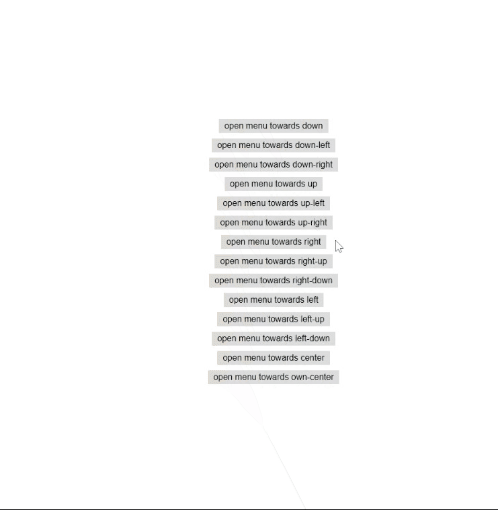 open menu towards down
open menu towards down-left
open menu towards down-right
open menu towards up
open menu towards up-left
open menu towards up-right
open menu towards right
open menu towards right-up
open menu towards right-down
open menu towards left
open menu towards left-up
open menu towards left-down
open menu towards center
open menu towards own-center